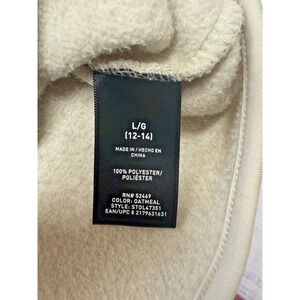 L/G
(12-14)
MADE IN / HECHO EN
CHINA
100% POLYESTER/
POLIÉSTER
RN# 52469
COLOR: OATMEAL
STYLE: STOL47351
EAN/UPC 8 2179631631